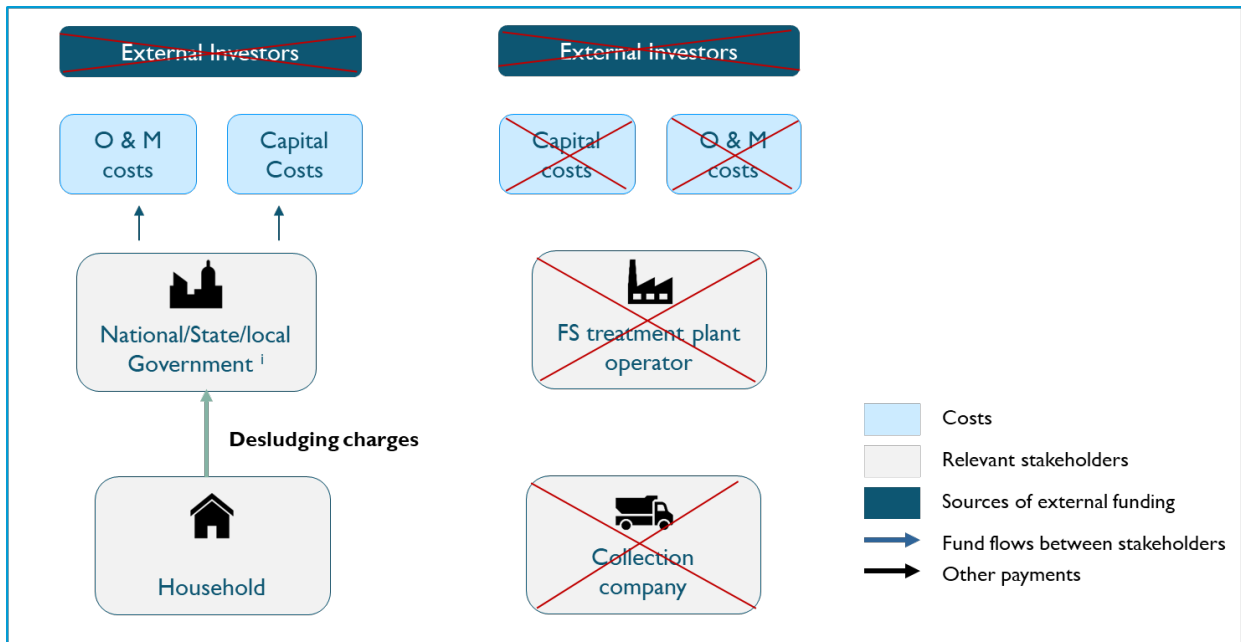 External Investors
External Investors
O & M
costs
Capital
Costs
Capital
costs
O & M
costs
National/State/local
Government i
FS treatment plant
operator
Desludging charges
Household
Collection
company
Costs
Relevant stakeholders
Sources of external funding
Fund flows between stakeholders
Other payments